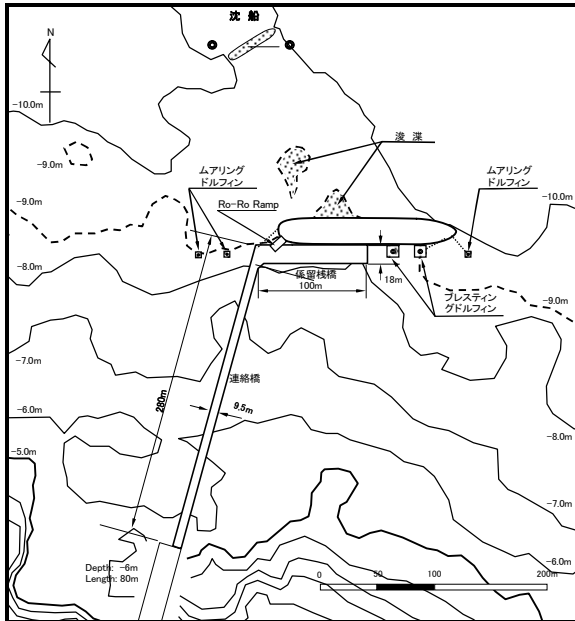 沈 船
N
-10.0m
浚 渫
-9.0m
ムアリング
ドルフィン
ムアリング
ドルフィン
-9.0m
Ro-Ro Ramp
-10.0m
-8.0m
係留桟橋
100m
18m
ブレスティン
グドルフィン
-9.0m
-7.0m
連絡橋
280m
9.5m
-6.0m
-8.0m
-5.0m
-7.0m
-6.0m
Depth: -6m
Length: 80m
0
50
100
200m